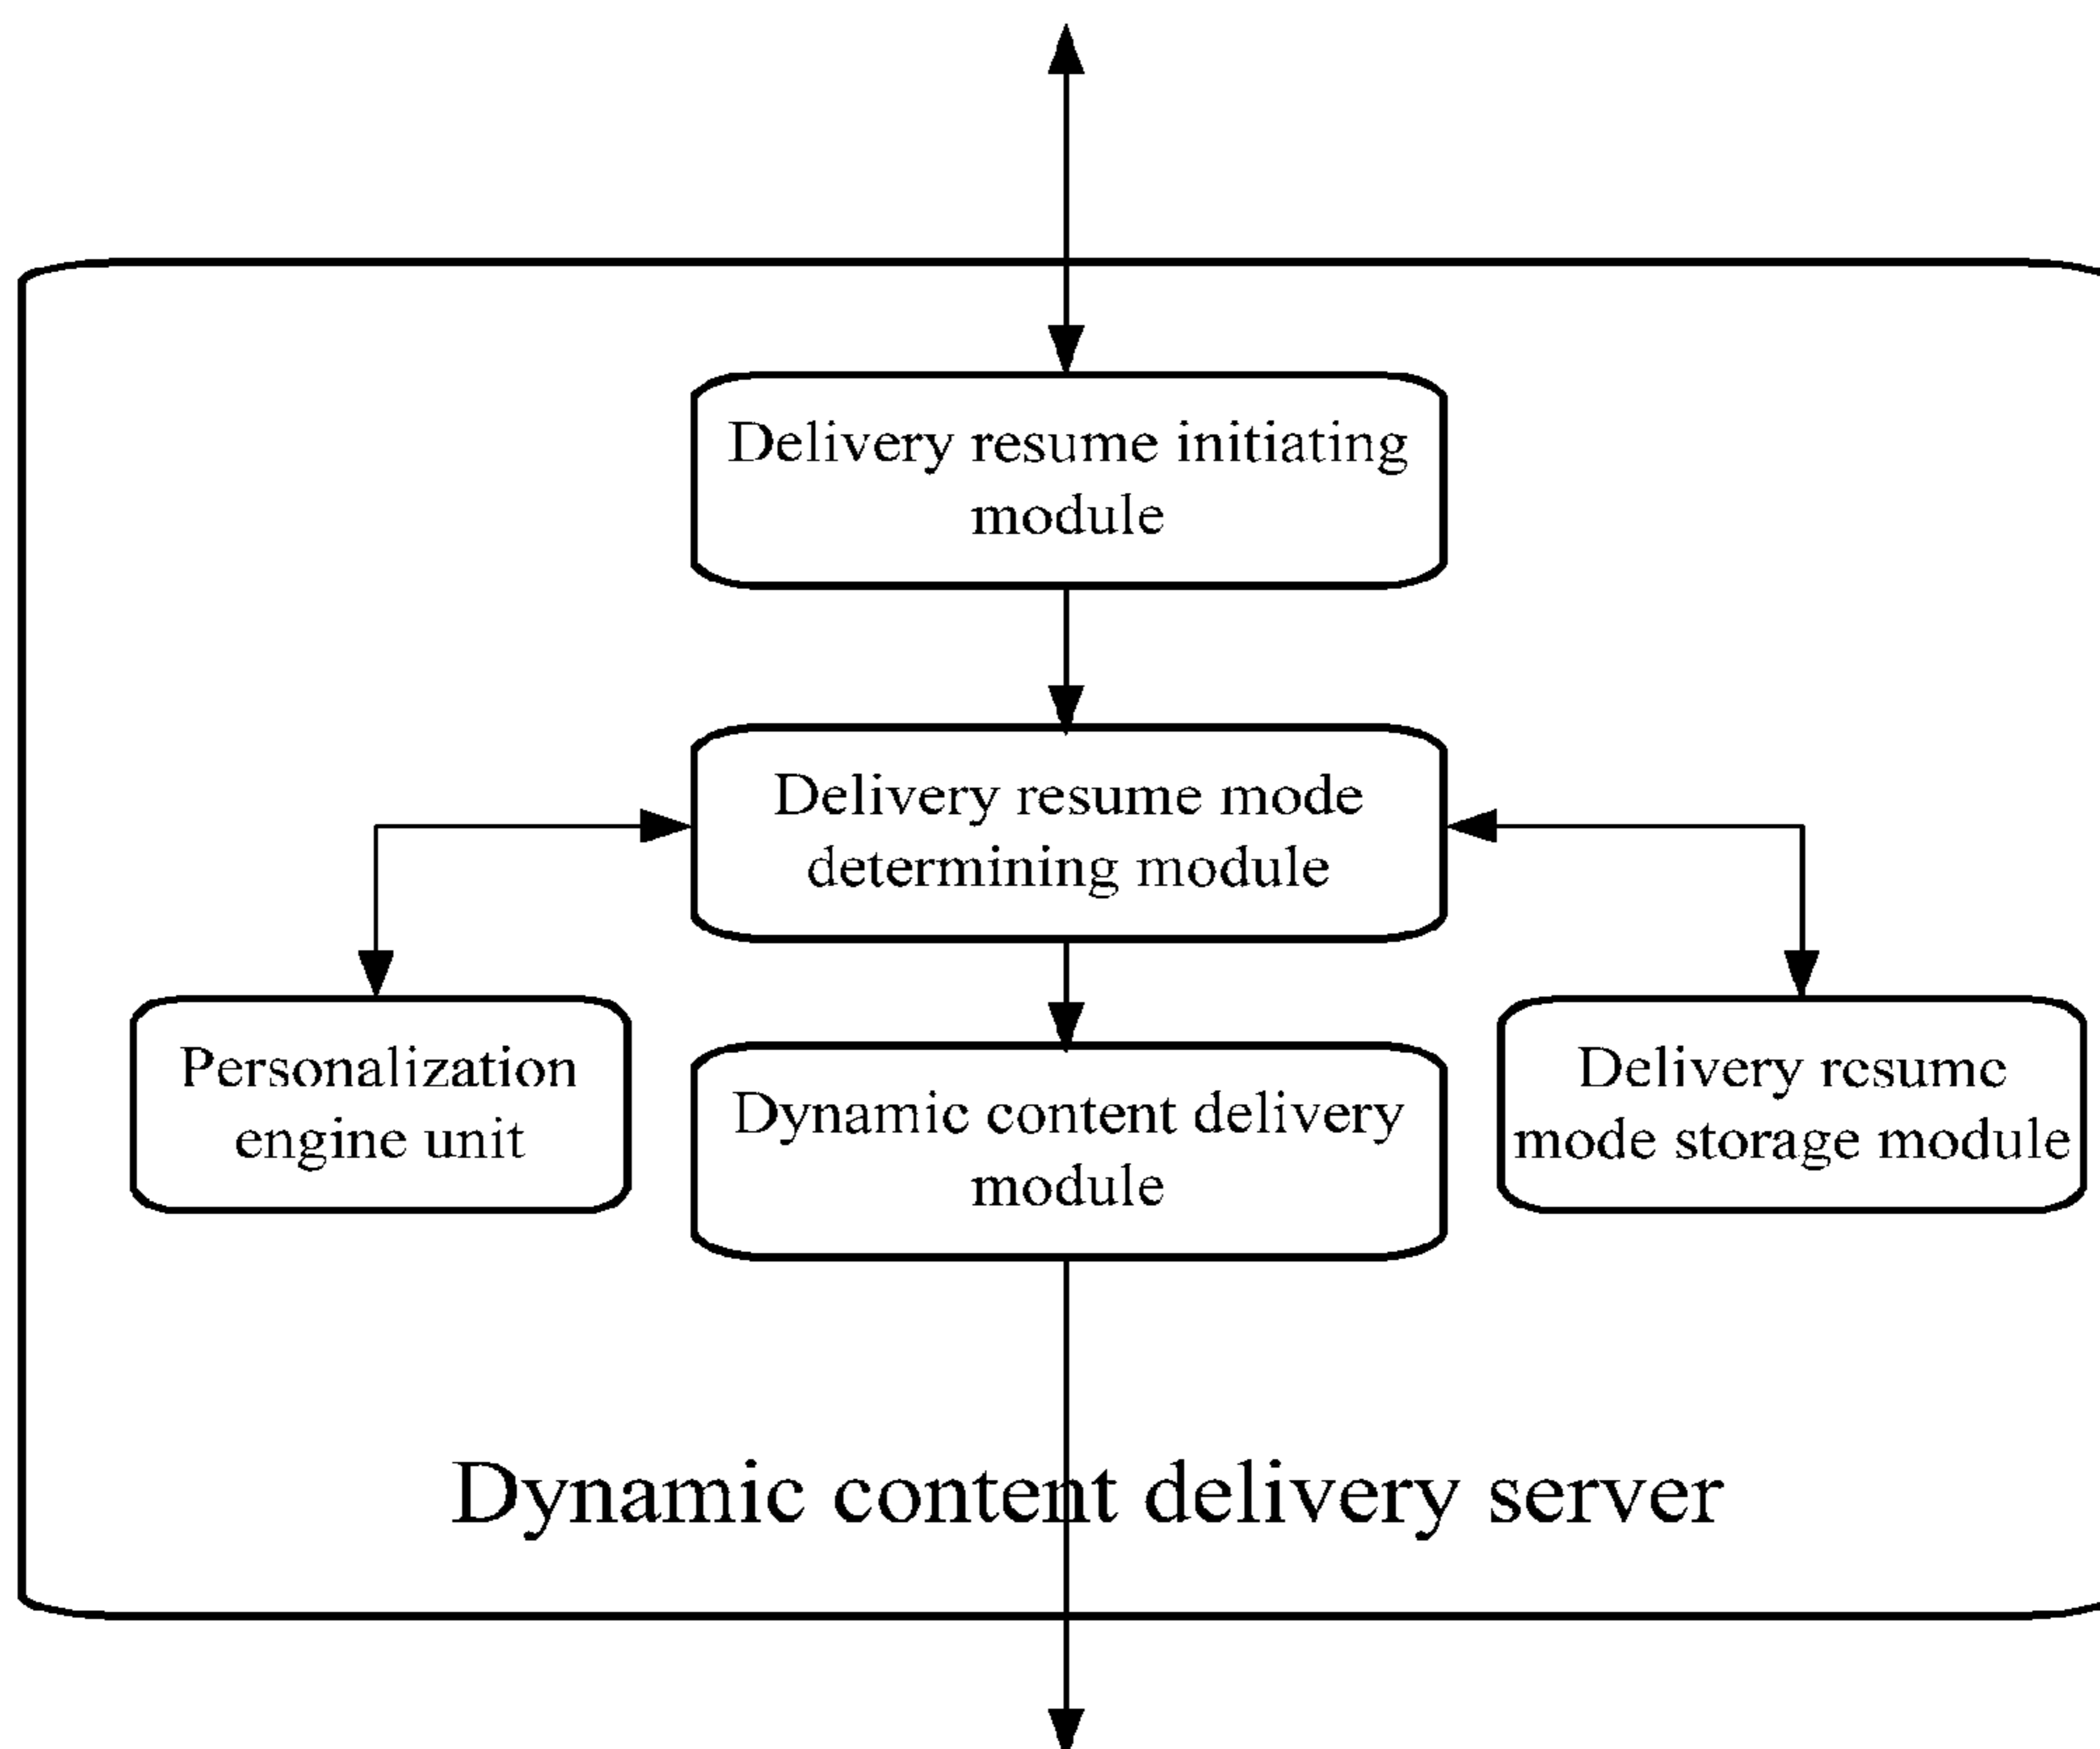 Delivery resume initiating
module
Delivery resume mode
determining module
Personalization
engine unit
Dynamic content delivery
module
Delivery resume
mode storage module
Dynamic content delivery server